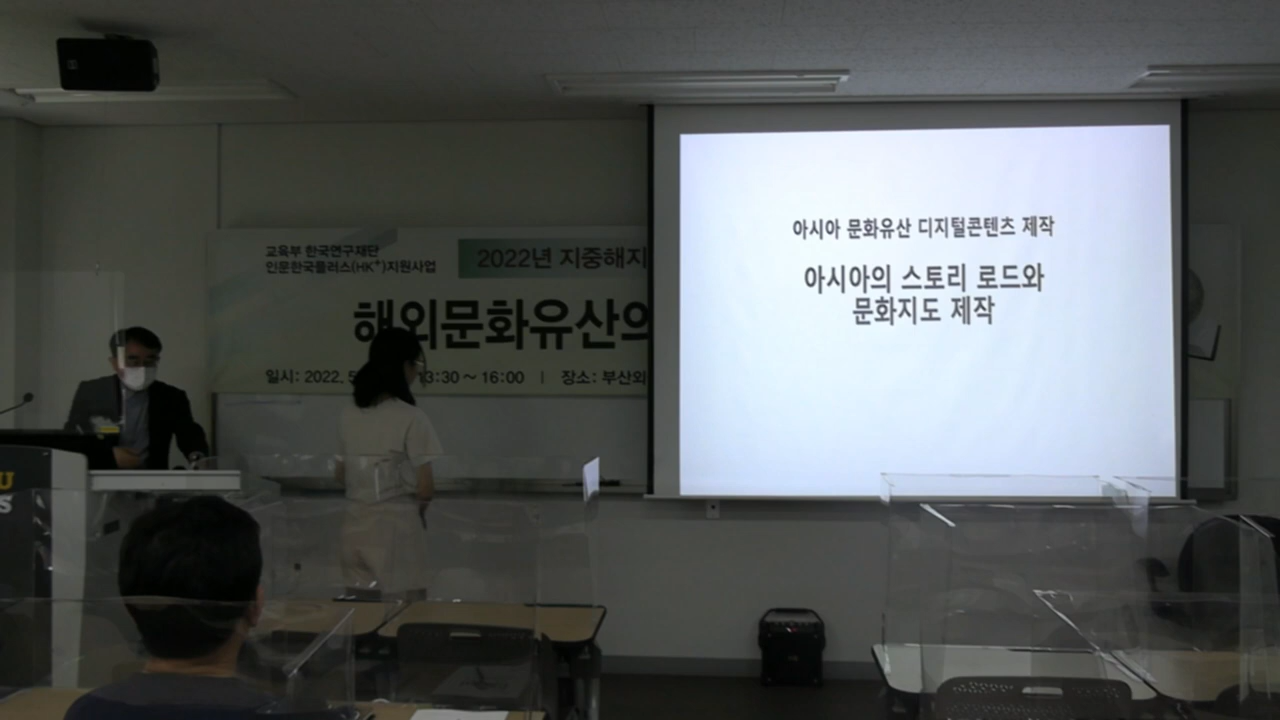 교육부 한국연구재단
인문한국플러스(HK⁺)지원사업
2022년 지중해지
해외문화유산의
일시: 2022. 5 13:30 ~ 16:00 | 장소: 부산외
아시아 문화유산 디지털콘텐츠 제작
아시아의 스토리 로드와
문화지도 제작
U
S